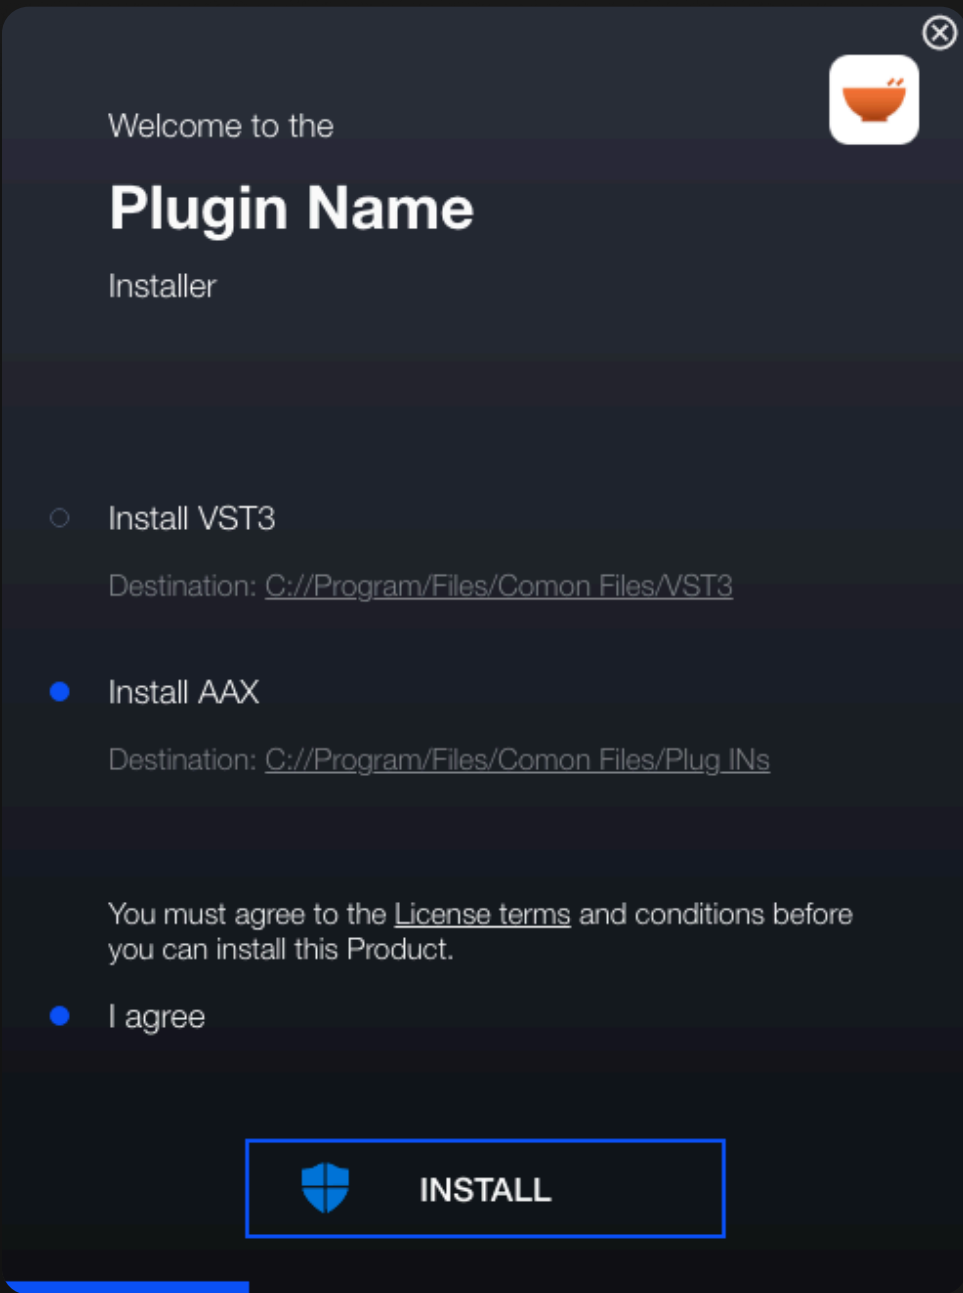 Welcome to the
Plugin Name
Installer
Install VST3
Destination: C://Program/Files/Comon Files/VST3
Install AAX
Destination: C://Program/Files/Comon Files/Plug INs
You must agree to the License terms and conditions before
you can install this Product.
I agree
INSTALL